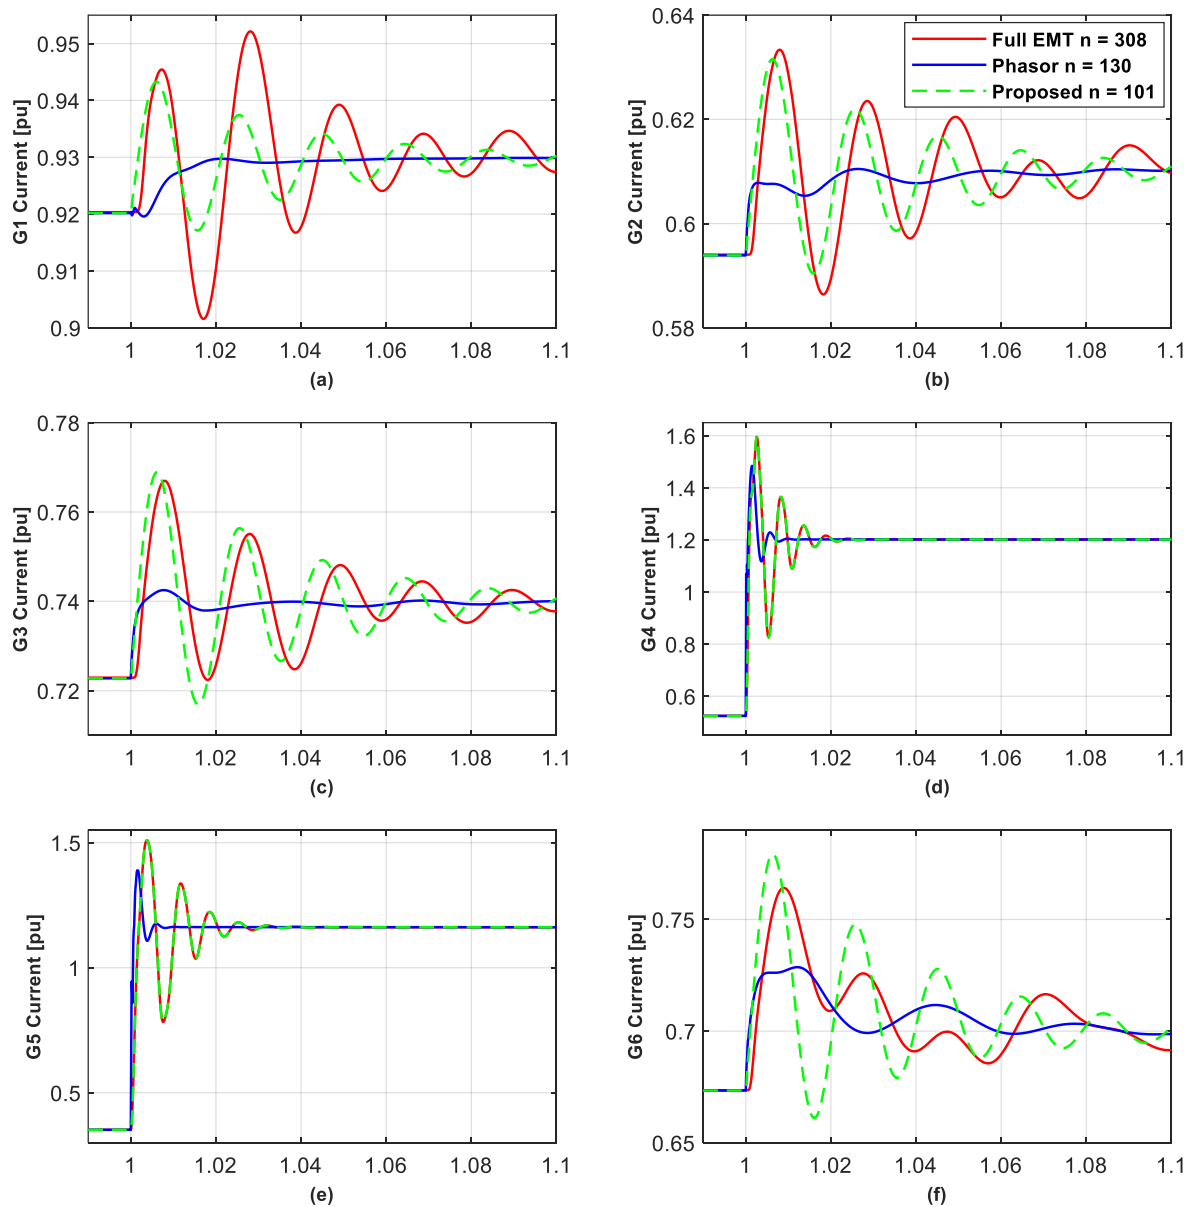 0.95
0.94
0.93
0.92
0.91
0.9
G1 Current [pu]
1 1.02 1.04 1.06 1.08 1.1
(a)
0.64
0.62
0.6
0.58
G2 Current [pu]
Full EMT n = 308
Phasor n = 130
Proposed n = 101
1 1.02 1.04 1.06 1.08 1.1
(b)
0.78
0.76
0.74
0.72
G3 Current [pu]
1 1.02 1.04 1.06 1.08 1.1
(c)
1.6
1.4
1.2
1
0.8
0.6
G4 Current [pu]
1 1.02 1.04 1.06 1.08 1.1
(d)
1.5
1
0.5
G5 Current [pu]
1 1.02 1.04 1.06 1.08 1.1
(e)
0.75
0.7
0.65
G6 Current [pu]
1 1.02 1.04 1.06 1.08 1.1
(f)